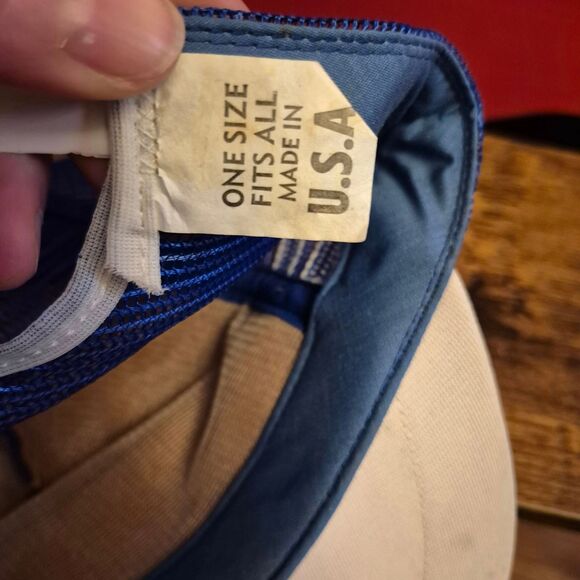 ONE SIZE
FITS ALL
MADE IN
U.S.A